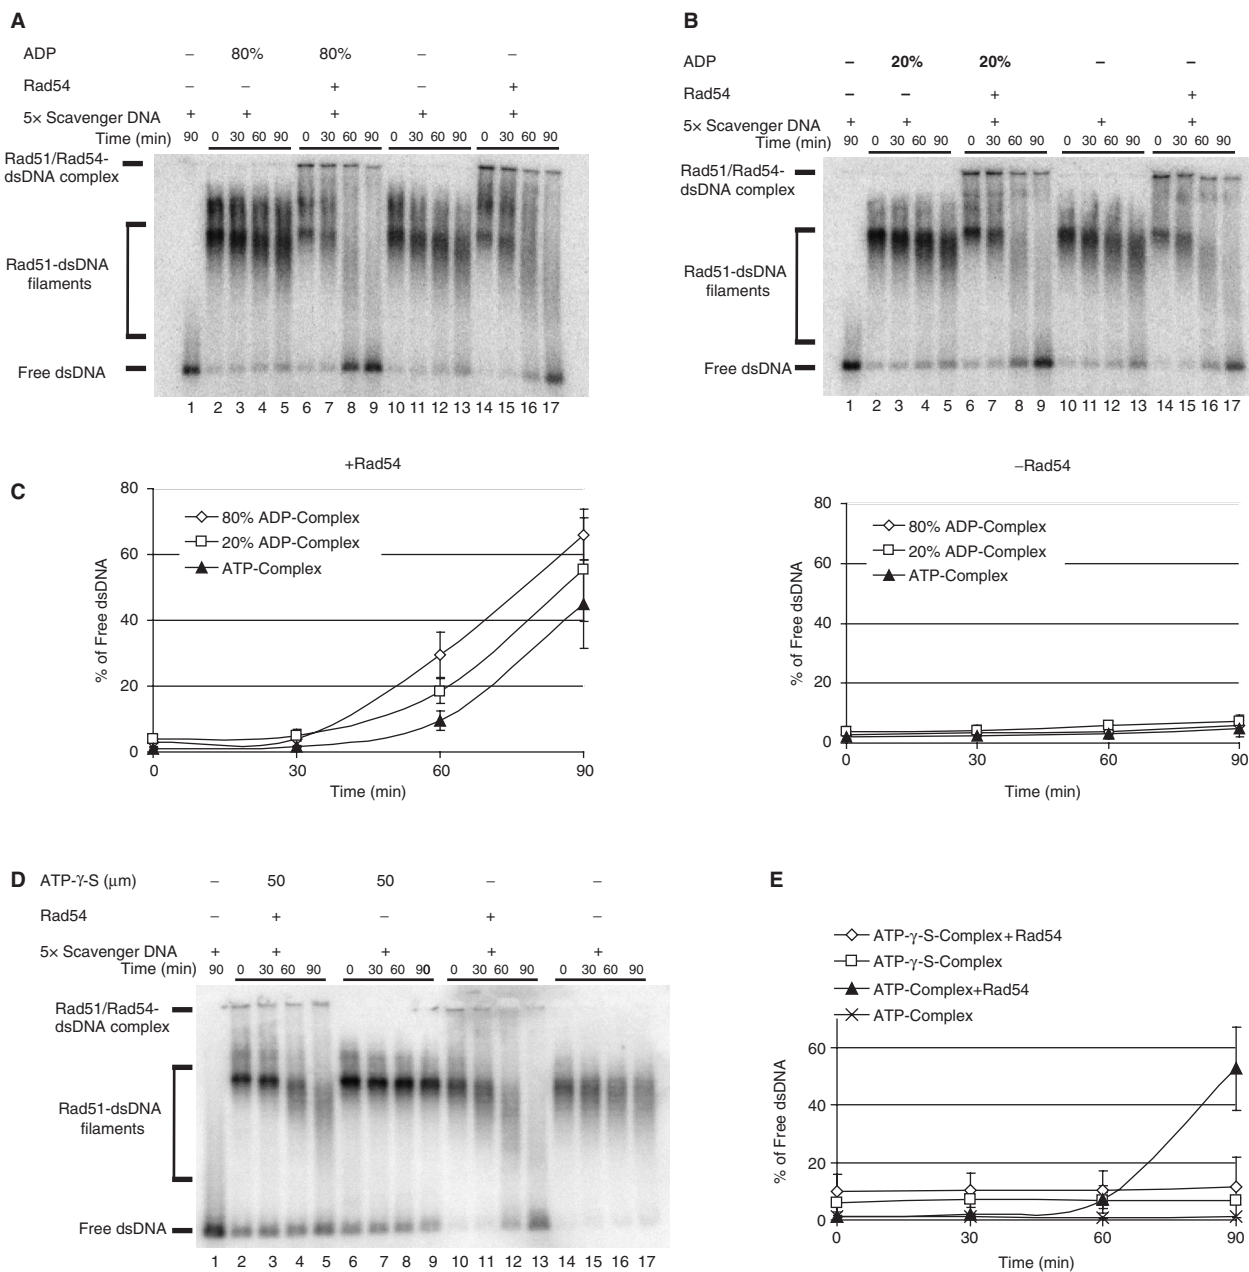 A
ADP – 80% 80% – –
Rad54 – – + – +
5× Scavenger DNA + + + + +
Time (min) 90 0 30 60 90 0 30 60 90 0 30 60 90 0 30 60 90
Rad51/Rad54-
dsDNA complex
Rad51-dsDNA
filaments
Free dsDNA
1 2 3 4 5 6 7 8 9 10 11 12 13 14 15 16 17
B
ADP – 20% 20% – –
Rad54 – – + – +
5× Scavenger DNA + + + + +
Time (min) 90 0 30 60 90 0 30 60 90 0 30 60 90 0 30 60 90
Rad51/Rad54-
dsDNA complex
Rad51-dsDNA
filaments
Free dsDNA
1 2 3 4 5 6 7 8 9 10 11 12 13 14 15 16 17
C
+Rad54
80
60
40
20
0
% of Free dsDNA
80% ADP-Complex
20% ADP-Complex
ATP-Complex
0 30 60 90
Time (min)
–Rad54
80
60
40
20
0
% of Free dsDNA
80% ADP-Complex
20% ADP-Complex
ATP-Complex
0 30 60 90
Time (min)
D
ATP-γ-S (μm) – 50 50 – –
Rad54 – + – + –
5× Scavenger DNA + + + + +
Time (min) 90 0 30 60 90 0 30 60 90 0 30 60 90 0 30 60 90
Rad51/Rad54-
dsDNA complex
Rad51-dsDNA
filaments
Free dsDNA
1 2 3 4 5 6 7 8 9 10 11 12 13 14 15 16 17
E
ATP-γ-S-Complex+Rad54
ATP-γ-S-Complex
ATP-Complex+Rad54
ATP-Complex
60
40
20
0
% of Free dsDNA
0 30 60 90
Time (min)